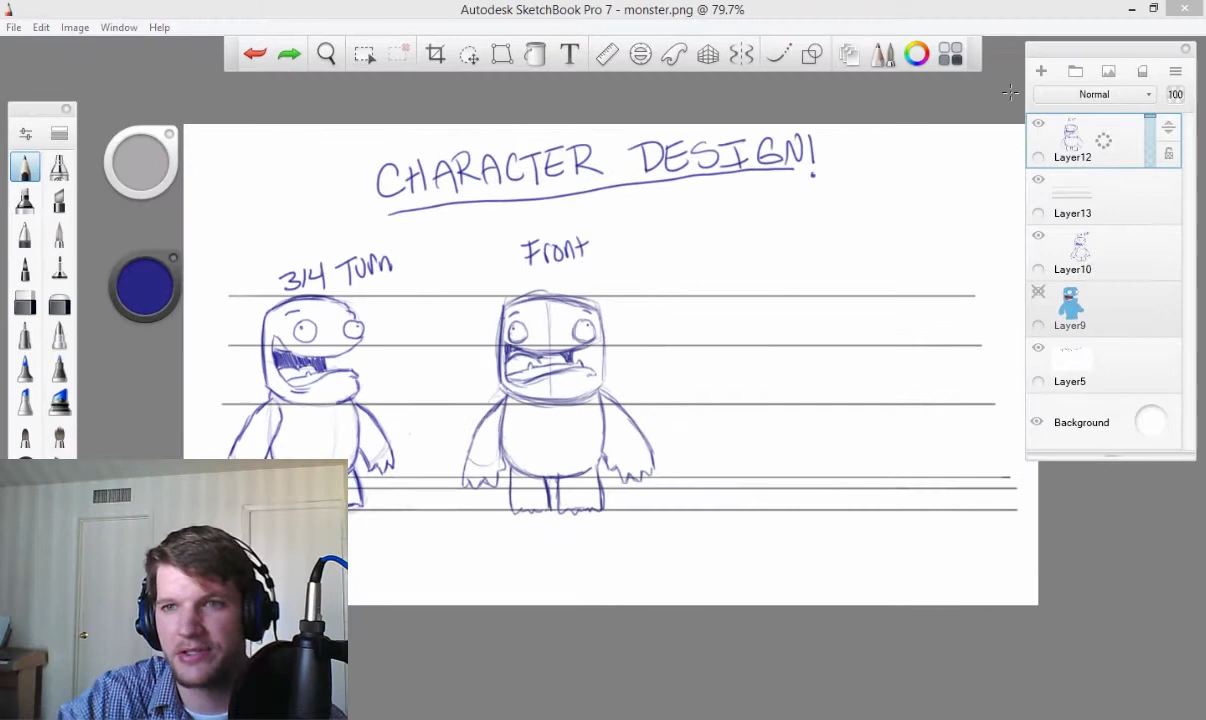 Autodesk SketchBook Pro 7 - monster.png @ 79.7%
File Edit Image Window Help
T
Normal
100
CHARACTER DESIGN!
Layer12
3/4 Turn
Front
Layer13
Layer10
Layer9
Layer5
Background